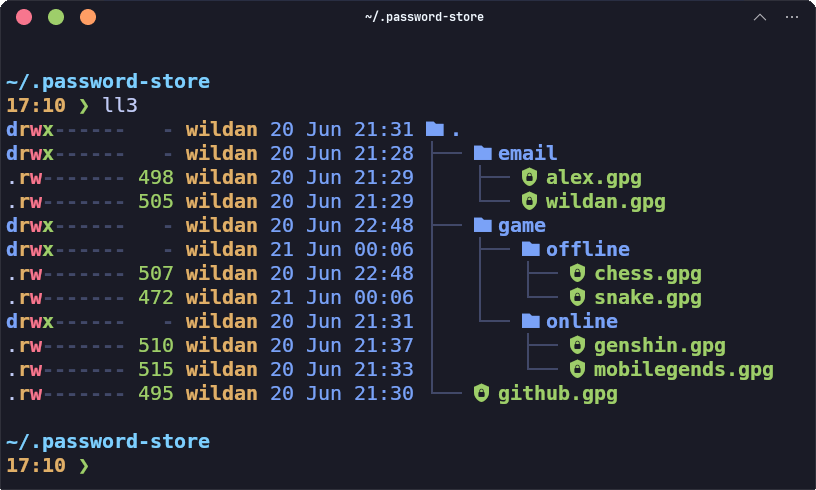 ~/.password-store
~/.password-store
17:10 ❯ ll3
drwx------   - wildan 20 Jun 21:31 .
drwx------   - wildan 20 Jun 21:28 ├── email
.rw------- 498 wildan 20 Jun 21:29 │   ├── alex.gpg
.rw------- 505 wildan 20 Jun 21:29 │   └── wildan.gpg
drwx------   - wildan 20 Jun 22:48 ├── game
drwx------   - wildan 21 Jun 00:06 │   ├── offline
.rw------- 507 wildan 20 Jun 22:48 │   │   ├── chess.gpg
.rw------- 472 wildan 21 Jun 00:06 │   │   └── snake.gpg
drwx------   - wildan 20 Jun 21:31 │   └── online
.rw------- 510 wildan 20 Jun 21:37 │       ├── genshin.gpg
.rw------- 515 wildan 20 Jun 21:33 │       └── mobilegends.gpg
.rw------- 495 wildan 20 Jun 21:30 └── github.gpg
~/.password-store
17:10 ❯